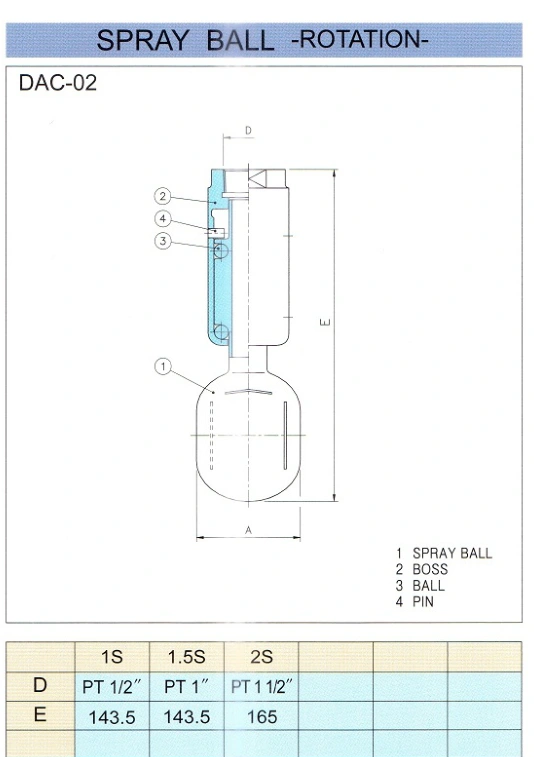 SPRAY BALL -ROTATION-
DAC-02
D
2
4
3
E
1
A
1 SPRAY BALL
2 BOSS
3 BALL
4 PIN
1S 1.5S 2S
D PT 1/2″ PT 1″ PT 1 1/2″
E 143.5 143.5 165